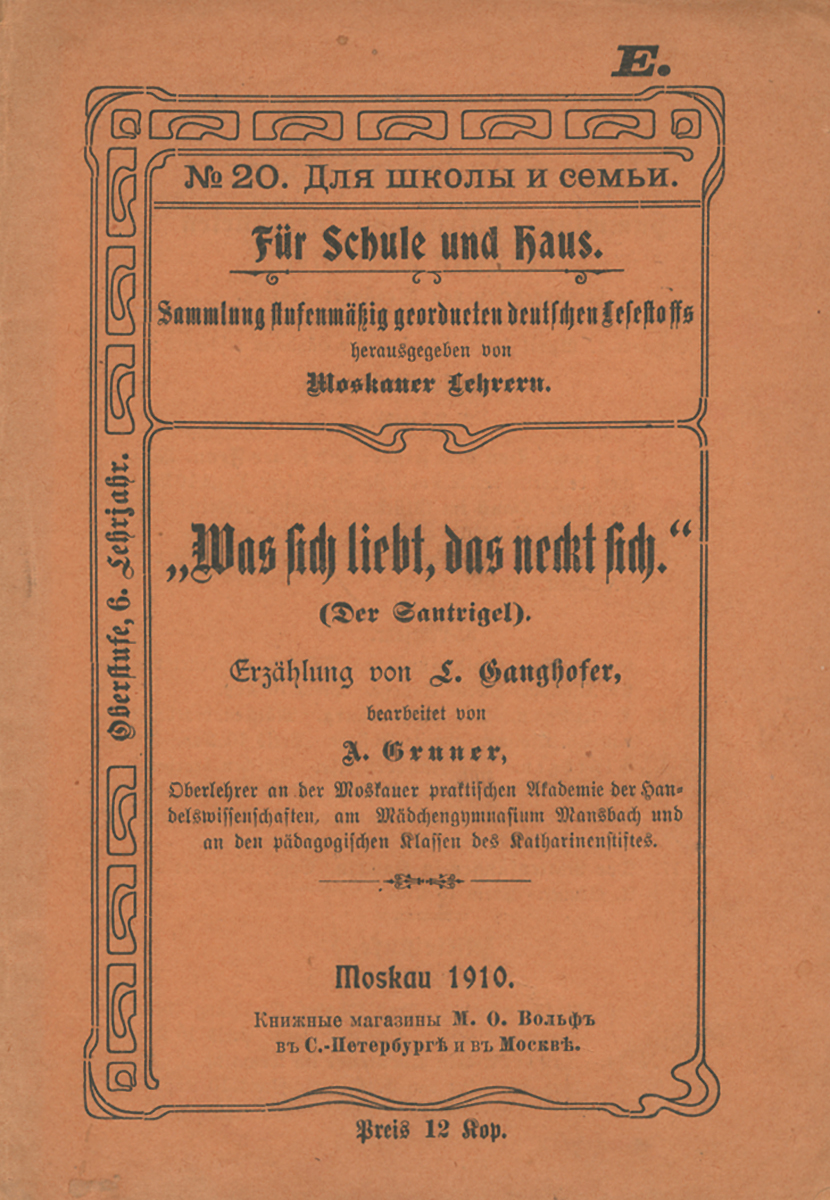 E.
№ 20. Для школы и семьи.
Für Schule und Haus.
Sammlung stufenmäßig geordneten deutschen Lesestoffs
herausgegeben von
Moskauer Lehrern.
Oberstufe, 6. Lehrjahr.
„Was sich liebt, das neckt sich.“
(Der Santrigel).
Erzählung von L. Ganghofer,
bearbeitet von
A. Gruner,
Oberlehrer an der Moskauer praktischen Akademie der Han-
delswissenschaften, am Mädchengymnasium Mansbach und
an den pädagogischen Klassen des Katharinenstiftes.
Moskau 1910.
Книжные магазины М. О. Вольфъ
въ С.-Петербургѣ и въ Москвѣ.
Preis 12 Kop.